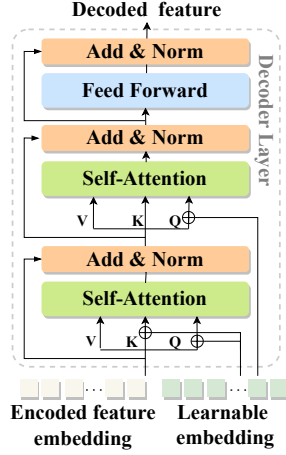 Decoded feature
Add & Norm
Feed Forward
Add & Norm
Self-Attention
V K Q
Add & Norm
Self-Attention
V K Q
Decoder Layer
Encoded feature
embedding
Learnable
embedding